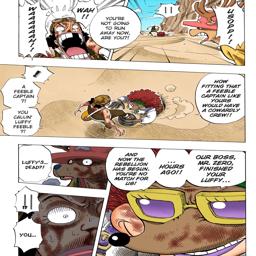 USOPP!
WAH!!
YOU'RE
NOT GOING
TO RUN
AWAY NOW,
ARE YOU?!
WAAAAAH!
HOW
FITTING THAT
A FEEBLE
CAPTAIN
LIKE YOURS
WOULD HAVE
COWARDLY
CREW!!
!!
A
FEEBLE
CAPTAIN
?!
YOU
CALLIN'
LUFFY
FEEBLE
?!
OUR BOSS,
MR. ZERO,
FINISHED
YOUR
LUFFY...
...
HOURS
AGO!!
AND
NOW THE
REBELLION
HAS BEGUN.
YOU'RE NO
MATCH FOR
US!
LUFFY'S...
DEAD?!
!
YOU...